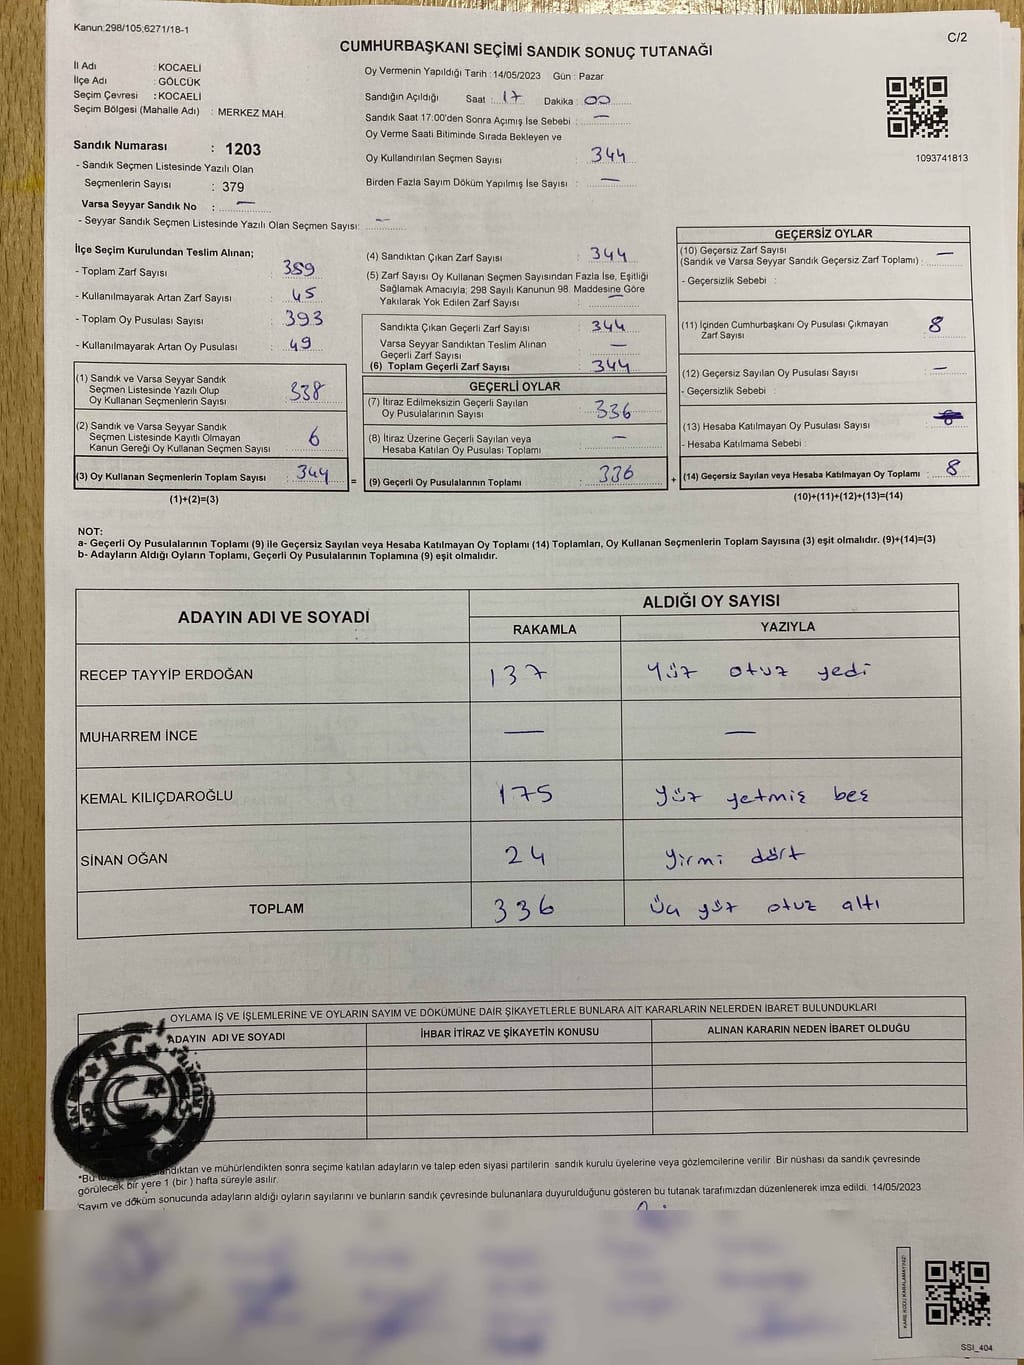 Kanun 298/105,6271/18-1
C/2
CUMHURBAŞKANI SEÇİMİ SANDIK SONUÇ TUTANAĞI
İl Adı : KOCAELİ
İlçe Adı : GÖLCÜK
Seçim Çevresi : KOCAELİ
Seçim Bölgesi (Mahalle Adı) : MERKEZ MAH.
Sandık Numarası : 1203
- Sandık Seçmen Listesinde Yazılı Olan
Seçmenlerin Sayısı : 379
Varsa Seyyar Sandık No : —
- Seyyar Sandık Seçmen Listesinde Yazılı Olan Seçmen Sayısı: —
Oy Vermenin Yapıldığı Tarih : 14/05/2023 Gün : Pazar
Sandığın Açıldığı Saat : 17 Dakika : 00
Sandık Saat 17:00'den Sonra Açımış İse Sebebi : —
Oy Verme Saati Bitiminde Sırada Bekleyen ve
Oy Kullandırılan Seçmen Sayısı : 344
Birden Fazla Sayım Döküm Yapılmış İse Sayısı : —
1093741813
İlçe Seçim Kurulundan Teslim Alınan;
- Toplam Zarf Sayısı : 389
- Kullanılmayarak Artan Zarf Sayısı : 45
- Toplam Oy Pusulası Sayısı : 393
- Kullanılmayarak Artan Oy Pusulası : 49
(1) Sandık ve Varsa Seyyar Sandık
Seçmen Listesinde Yazılı Olup
Oy Kullanan Seçmenlerin Sayısı : 338
(2) Sandık ve Varsa Seyyar Sandık
Seçmen Listesinde Kayıtlı Olmayan
Kanun Gereği Oy Kullanan Seçmen Sayısı : 6
(3) Oy Kullanan Seçmenlerin Toplam Sayısı : 344 =
(1)+(2)=(3)
(4) Sandıktan Çıkan Zarf Sayısı : 344
(5) Zarf Sayısı Oy Kullanan Seçmen Sayısından Fazla İse, Eşitliği
Sağlamak Amacıyla; 298 Sayılı Kanunun 98. Maddesine Göre
Yakılarak Yok Edilen Zarf Sayısı : —
Sandıkta Çıkan Geçerli Zarf Sayısı : 344
Varsa Seyyar Sandıktan Teslim Alınan
Geçerli Zarf Sayısı : —
(6) Toplam Geçerli Zarf Sayısı : 344
GEÇERLİ OYLAR
(7) İtiraz Edilmeksizin Geçerli Sayılan
Oy Pusulalarının Sayısı : 336
(8) İtiraz Üzerine Geçerli Sayılan veya
Hesaba Katılan Oy Pusulası Toplamı : —
(9) Geçerli Oy Pusulalarının Toplamı : 336 +
GEÇERSİZ OYLAR
(10) Geçersiz Zarf Sayısı
(Sandık ve Varsa Seyyar Sandık Geçersiz Zarf Toplamı) : —
- Geçersizlik Sebebi :
(11) İçinden Cumhurbaşkanı Oy Pusulası Çıkmayan
Zarf Sayısı : 8
(12) Geçersiz Sayılan Oy Pusulası Sayısı : —
- Geçersizlik Sebebi :
(13) Hesaba Katılmayan Oy Pusulası Sayısı :
- Hesaba Katılmama Sebebi :
(14) Geçersiz Sayılan veya Hesaba Katılmayan Oy Toplamı : 8
(10)+(11)+(12)+(13)=(14)
NOT:
a- Geçerli Oy Pusulalarının Toplamı (9) ile Geçersiz Sayılan veya Hesaba Katılmayan Oy Toplamı (14) Toplamları, Oy Kullanan Seçmenlerin Toplam Sayısına (3) eşit olmalıdır. (9)+(14)=(3)
b- Adayların Aldığı Oyların Toplamı, Geçerli Oy Pusulalarının Toplamına (9) eşit olmalıdır.
ADAYIN ADI VE SOYADI
ALDIĞI OY SAYISI
RAKAMLA YAZIYLA
RECEP TAYYİP ERDOĞAN 137 Yüz otuz yedi
MUHARREM İNCE — —
KEMAL KILIÇDAROĞLU 175 yüz yetmiş beş
SİNAN OĞAN 24 yirmi dört
TOPLAM 336 üç yüz otuz altı
OYLAMA İŞ VE İŞLEMLERİNE VE OYLARIN SAYIM VE DÖKÜMÜNE DAİR ŞİKAYETLERLE BUNLARA AİT KARARLARIN NELERDEN İBARET BULUNDUKLARI
ADAYIN ADI VE SOYADI İHBAR İTİRAZ VE ŞİKAYETİN KONUSU ALINAN KARARIN NEDEN İBARET OLDUĞU
T.C.
*Bu ndıktan ve mühürlendikten sonra seçime katılan adayların ve talep eden siyasi partilerin sandık kurulu üyelerine veya gözlemcilerine verilir. Bir nüshası da sandık çevresinde
görülecek bir yere 1 (bir ) hafta süreyle asılır.
Sayım ve döküm sonucunda adayların aldığı oyların sayılarını ve bunların sandık çevresinde bulunanlara duyurulduğunu gösteren bu tutanak tarafımızdan düzenlenerek imza edildi. 14/05/2023
KARE KODU KARALAMAYINIZ!
SSI_404